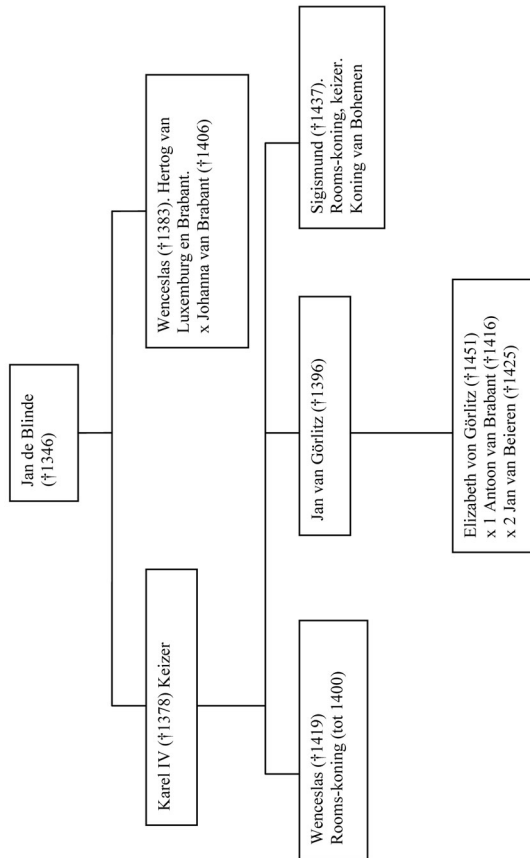 Jan de Blinde
(†1346)
Karel IV (†1378) Keizer
Wenceslas (†1383). Hertog van
Luxemburg en Brabant.
x Johanna van Brabant (†1406)
Wenceslas (†1419)
Rooms-koning (tot 1400)
Jan van Görlitz (†1396)
Sigismund (†1437).
Rooms-koning, keizer.
Koning van Bohemen
Elizabeth von Görlitz (†1451)
x 1 Antoon van Brabant (†1416)
x 2 Jan van Beieren (†1425)